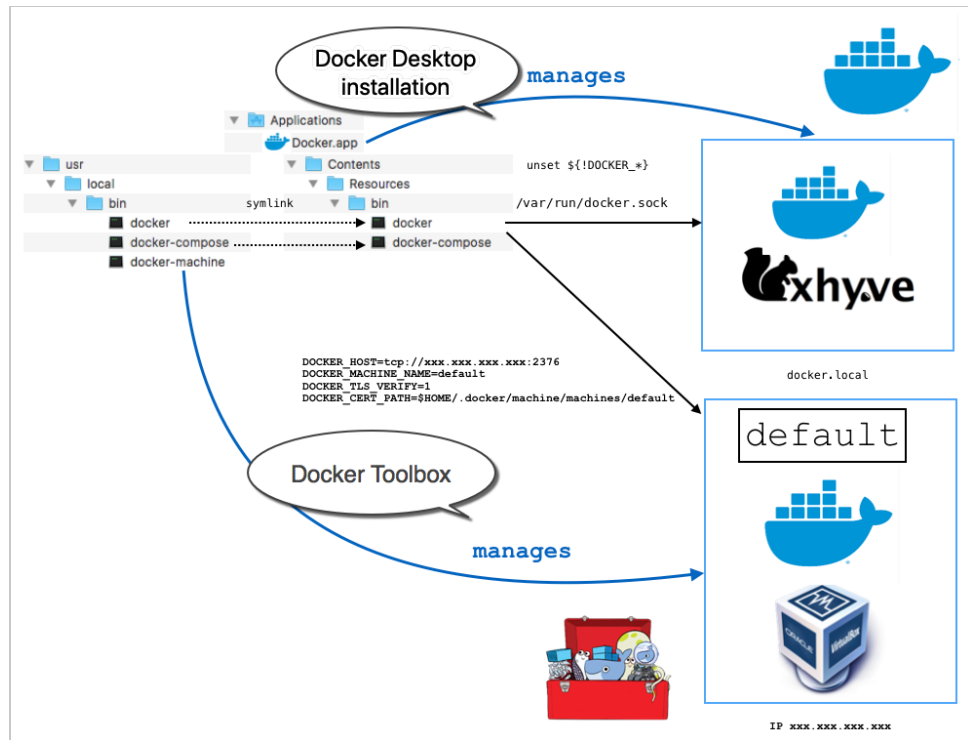 Docker Desktop
installation
manages
Applications
Docker.app
usr
Contents
unset ${!DOCKER_*}
local
Resources
bin
symlink
bin
/var/run/docker.sock
docker
docker
docker-compose
docker-compose
docker-machine
xhyve
DOCKER_HOST=tcp://xxx.xxx.xxx.xxx:2376
DOCKER_MACHINE_NAME=default
DOCKER_TLS_VERIFY=1
DOCKER_CERT_PATH=$HOME/.docker/machine/machines/default
docker.local
default
Docker Toolbox
manages
ORACLE
VirtualBox
IP xxx.xxx.xxx.xxx